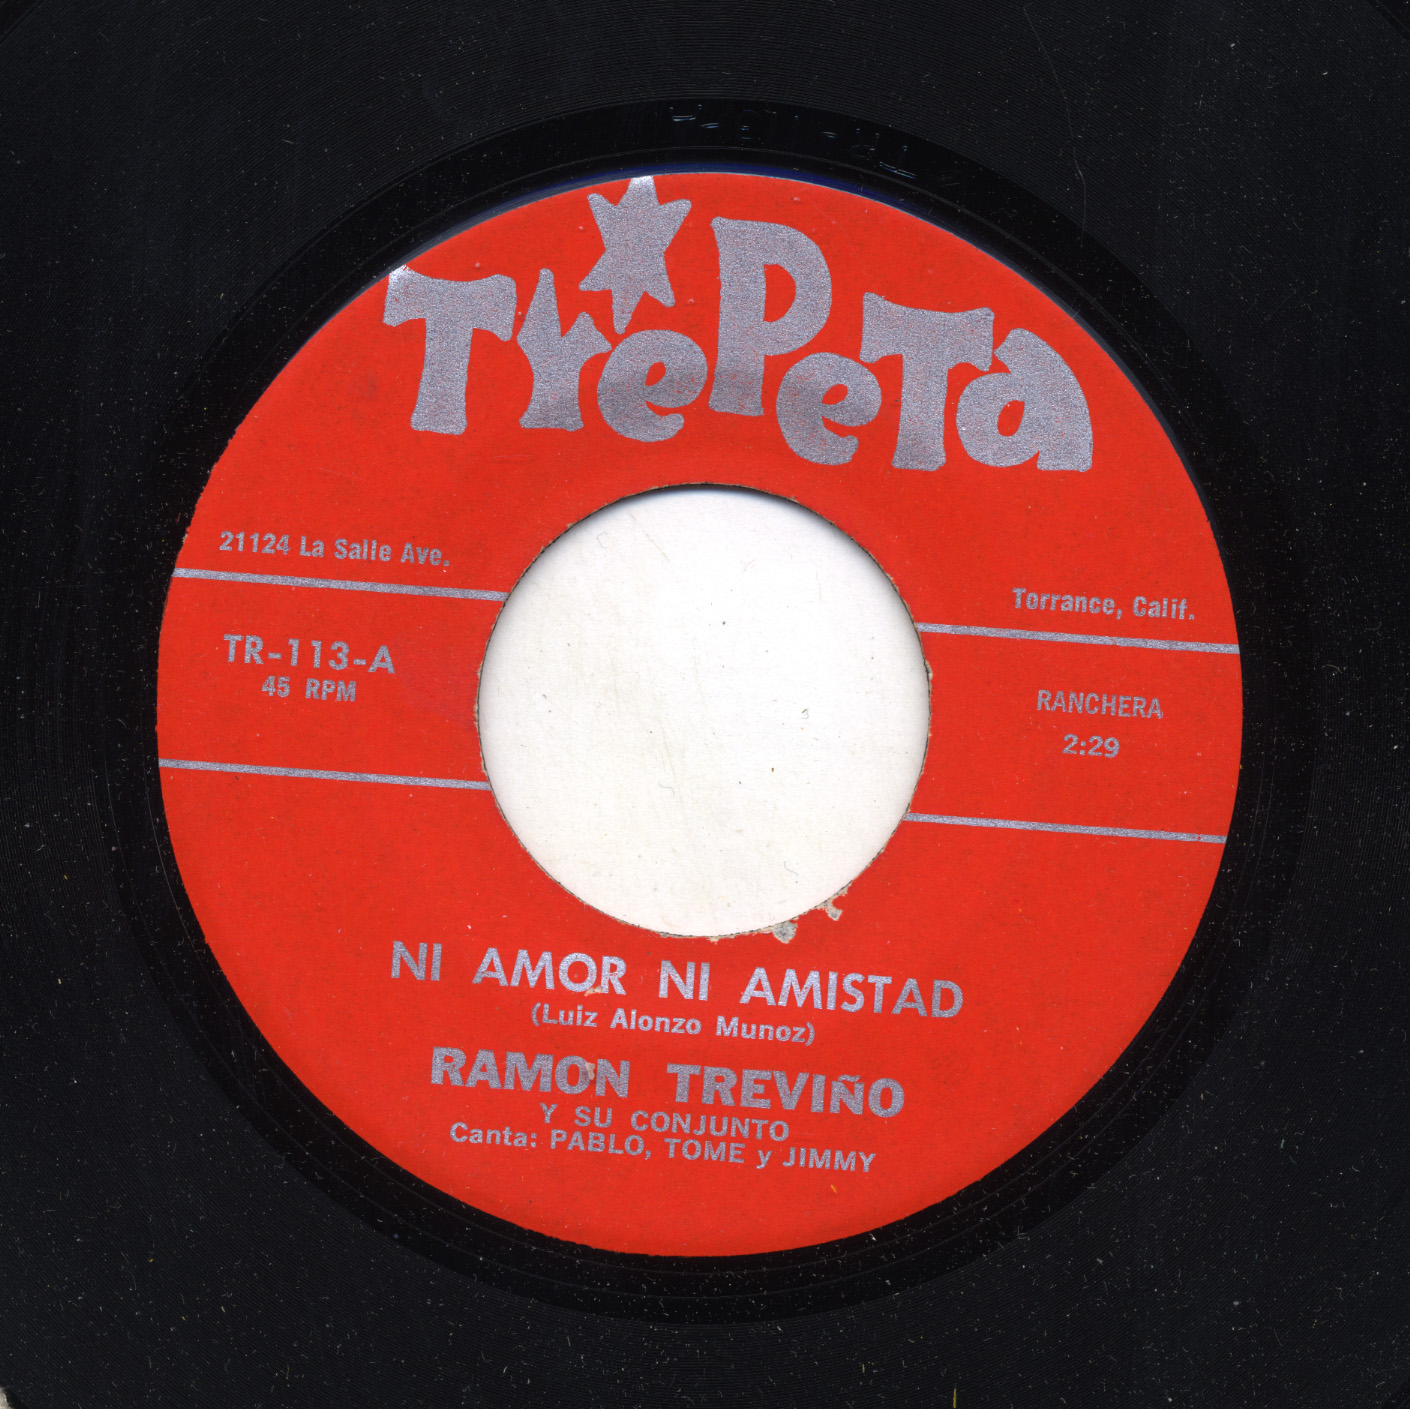 TrePeTa
21124 La Salle Ave.
Torrance, Calif.
TR-113-A
45 RPM
RANCHERA
2:29
NI AMOR NI AMISTAD
(Luiz Alonzo Munoz)
RAMON TREVIÑO
Y SU CONJUNTO
Canta: PABLO, TOME y JIMMY